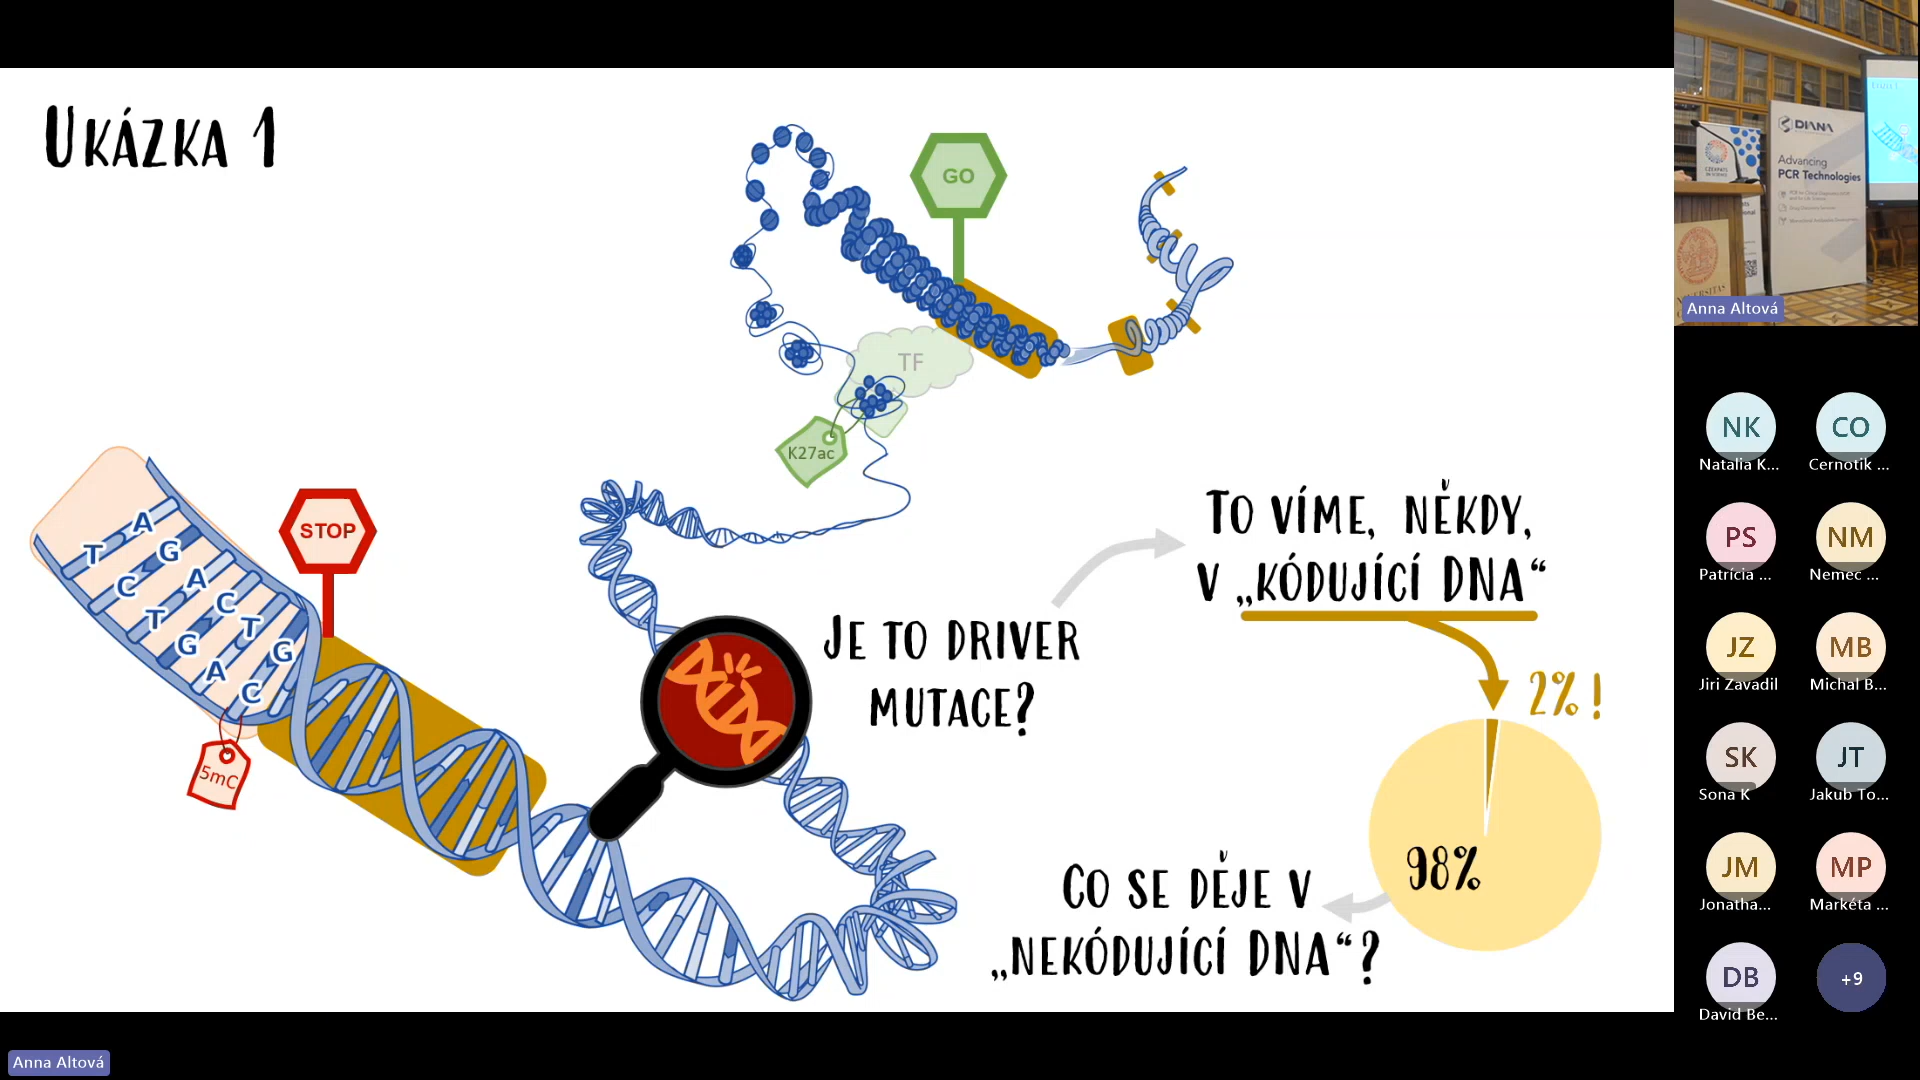 Ukázka 1
GO
TF
K27ac
STOP
A
T
G
C
A
T
C
G
T
A
G
C
5mC
Je to driver
mutace?
To víme, někdy,
v „kódující DNA“
2% !
98%
Co se děje v
„nekódující DNA“?
DIANA
Advancing
PCR Technologies
Anna Altová
NK
Natalia K...
CO
Cernotik ...
PS
Patrícia ...
NM
Nemec ...
JZ
Jiri Zavadil
MB
Michal B...
SK
Sona K
JT
Jakub To...
JM
Jonatha...
MP
Markéta ...
DB
David Be...
+9
Anna Altová